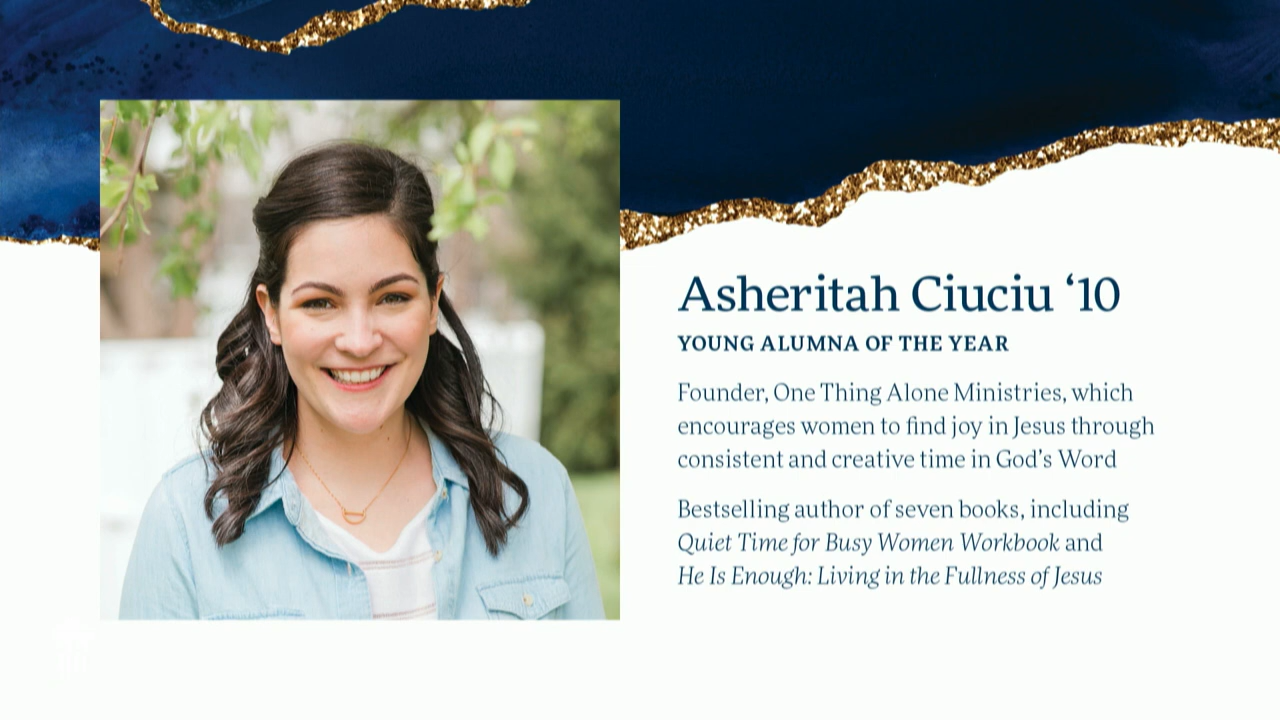 Asheritah Ciuciu ‘10
YOUNG ALUMNA OF THE YEAR
Founder, One Thing Alone Ministries, which
encourages women to find joy in Jesus through
consistent and creative time in God’s Word
Bestselling author of seven books, including
Quiet Time for Busy Women Workbook and
He Is Enough: Living in the Fullness of Jesus